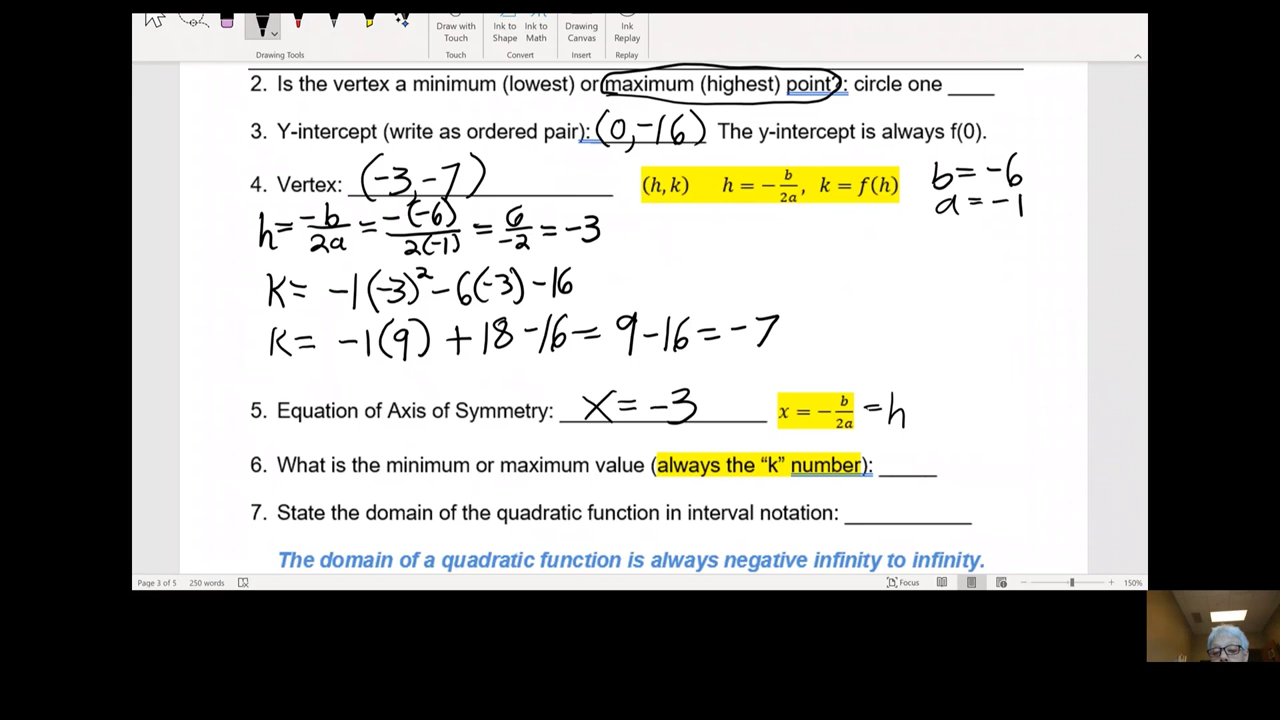 Draw with Touch
Ink to Shape
Ink to Math
Drawing Canvas
Ink Replay
Drawing Tools
Touch
Convert
Insert
Replay
2. Is the vertex a minimum (lowest) or maximum (highest) point?: circle one ____
3. Y-intercept (write as ordered pair): (0,-16) The y-intercept is always f(0).
4. Vertex: (-3,-7) (h, k) h = -b/2a, k = f(h) b = -6
a = -1
h = -b/2a = -(-6)/2(-1) = 6/-2 = -3
K = -1(-3)² - 6(-3) - 16
K = -1(9) + 18 - 16 = 9 - 16 = -7
5. Equation of Axis of Symmetry: x = -3 x = -b/2a = h
6. What is the minimum or maximum value (always the “k” number): ____
7. State the domain of the quadratic function in interval notation: ____
The domain of a quadratic function is always negative infinity to infinity.
Page 3 of 5 250 words Focus 150%